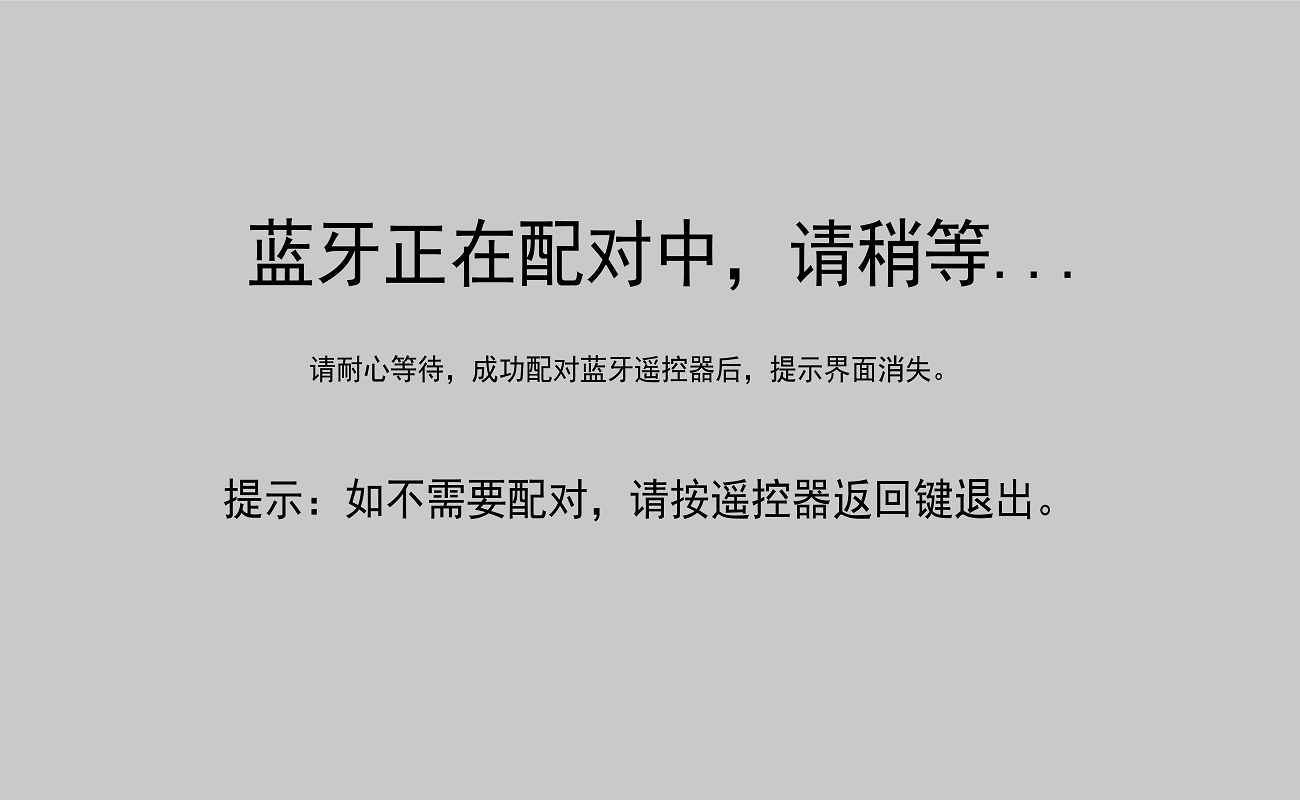 蓝牙正在配对中，请稍等...
请耐心等待，成功配对蓝牙遥控器后，提示界面消失。
提示：如不需要配对，请按遥控器返回键退出。